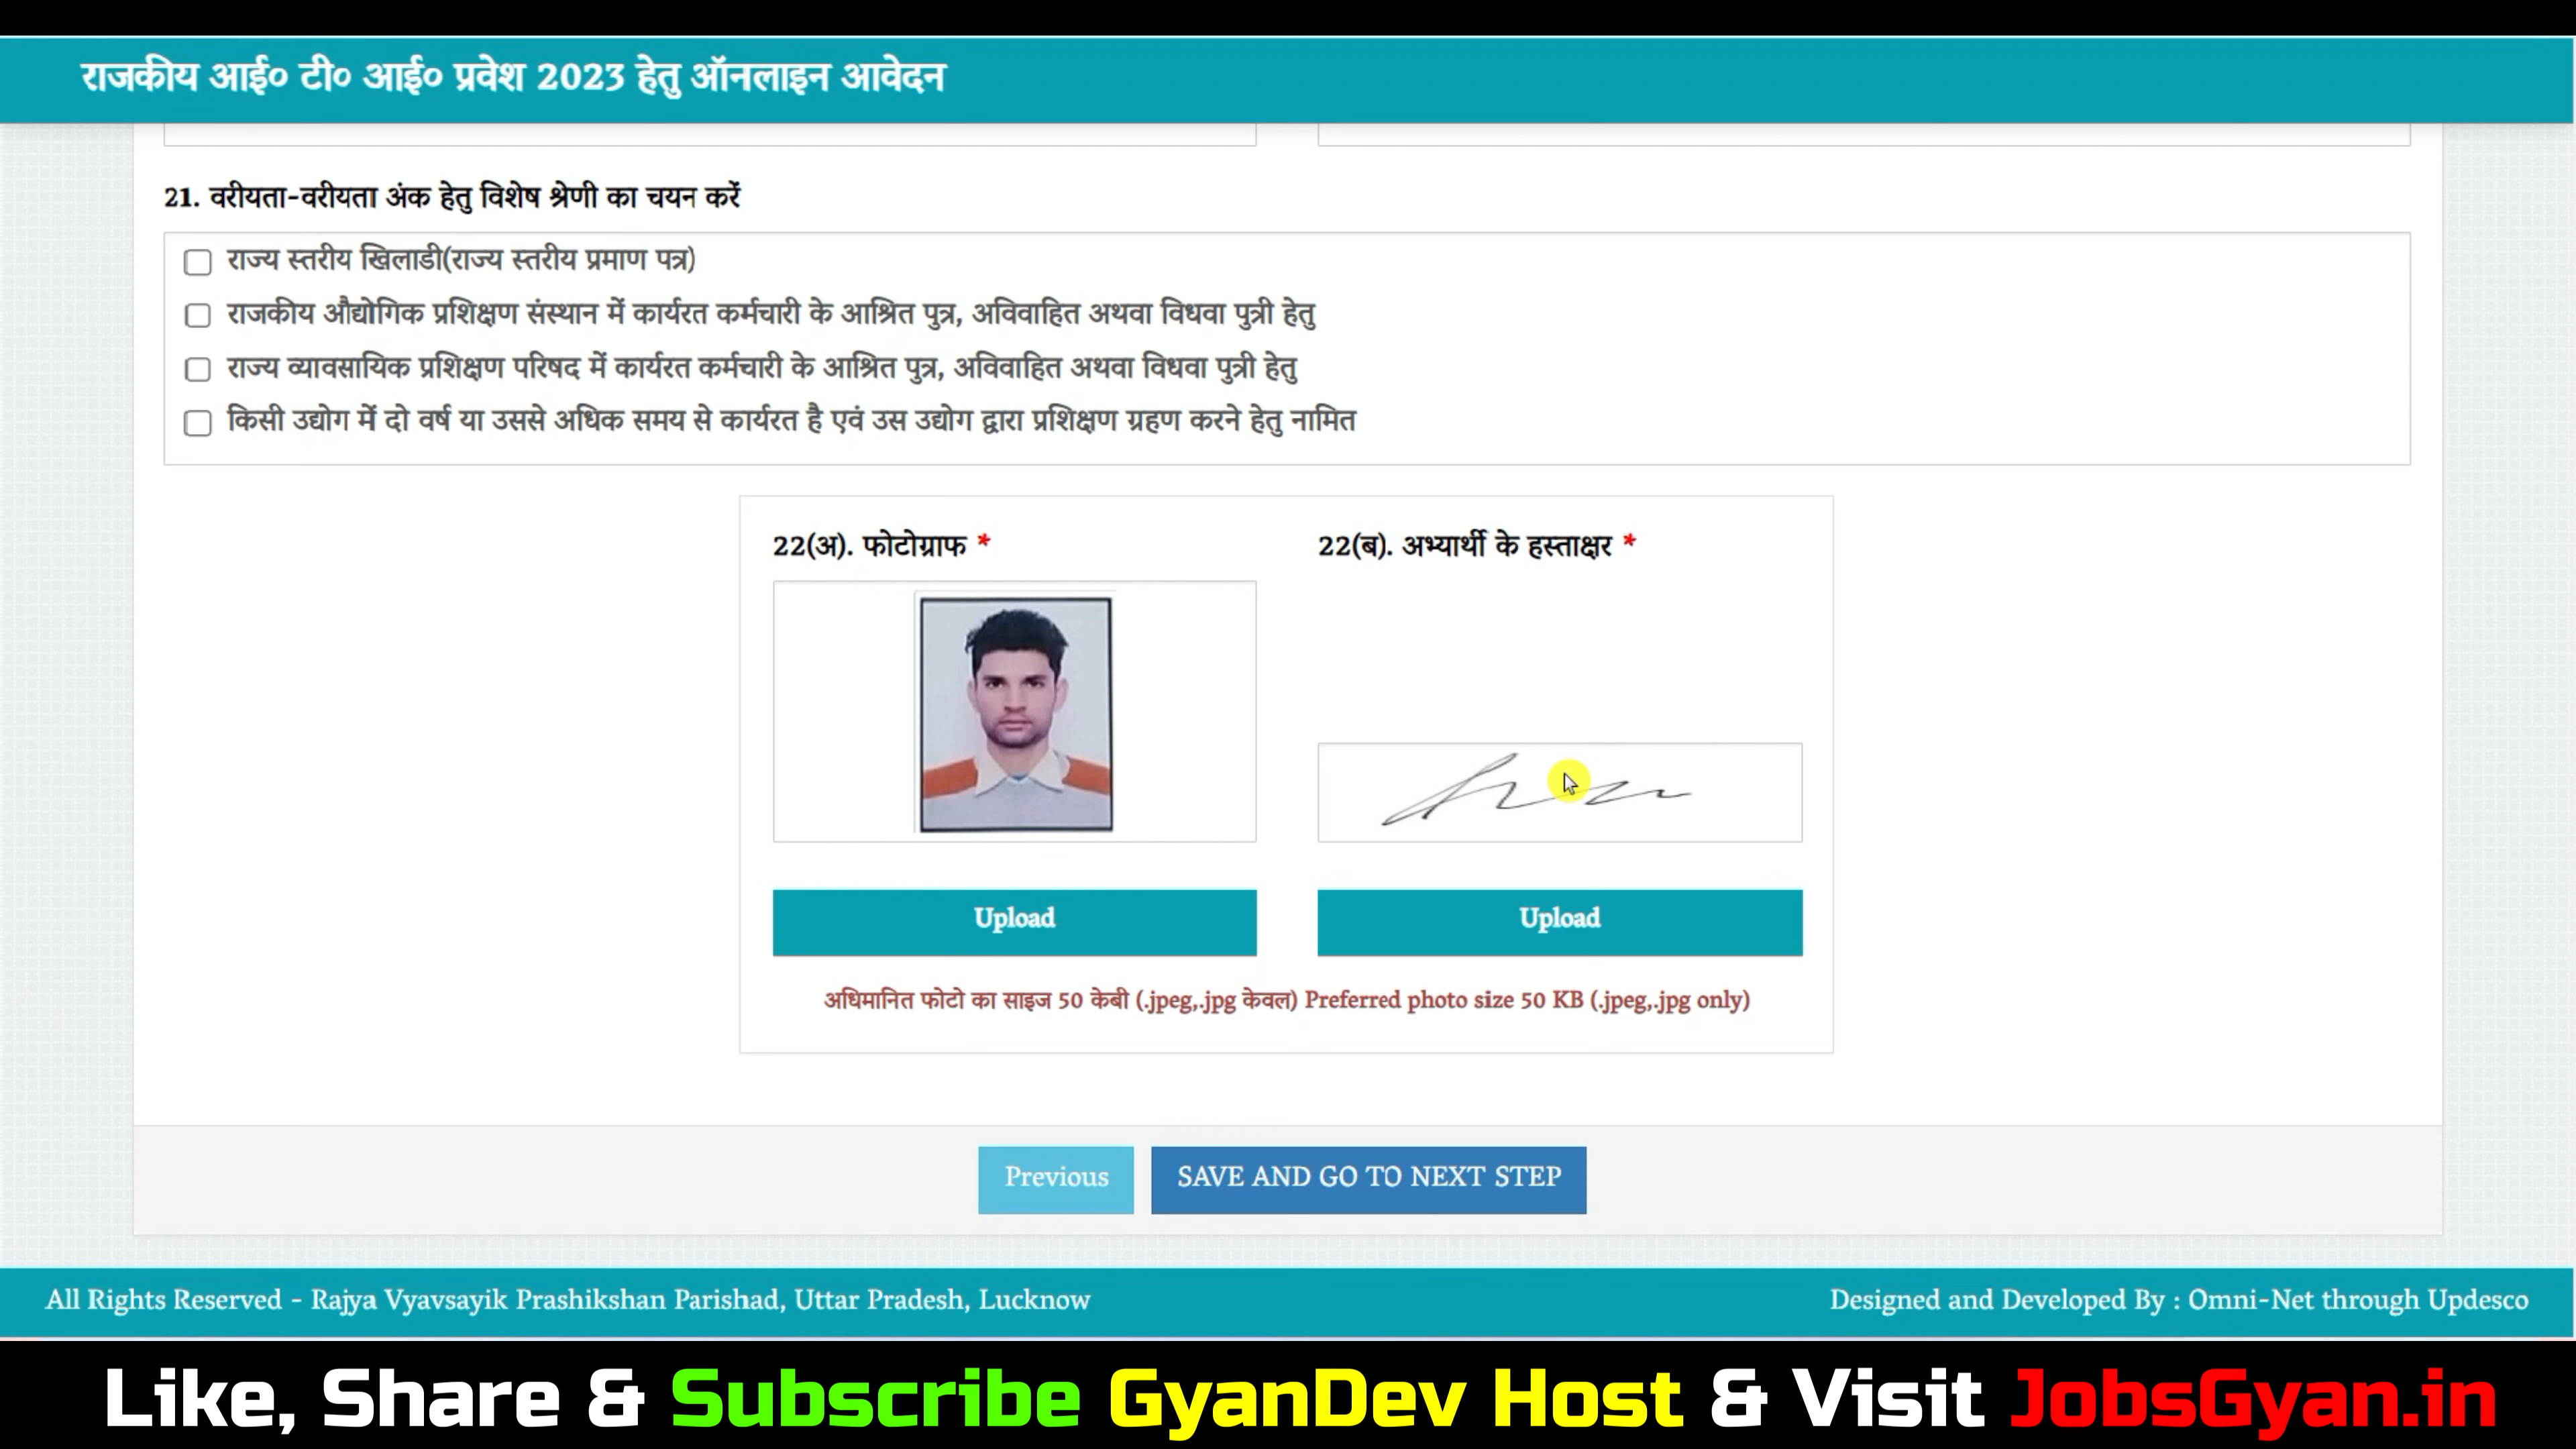 राजकीय आई० टी० आई० प्रवेश 2023 हेतु ऑनलाइन आवेदन
21. वरीयता-वरीयता अंक हेतु विशेष श्रेणी का चयन करें
राज्य स्तरीय खिलाडी(राज्य स्तरीय प्रमाण पत्र)
राजकीय औद्योगिक प्रशिक्षण संस्थान में कार्यरत कर्मचारी के आश्रित पुत्र, अविवाहित अथवा विधवा पुत्री हेतु
राज्य व्यावसायिक प्रशिक्षण परिषद में कार्यरत कर्मचारी के आश्रित पुत्र, अविवाहित अथवा विधवा पुत्री हेतु
किसी उद्योग में दो वर्ष या उससे अधिक समय से कार्यरत है एवं उस उद्योग द्वारा प्रशिक्षण ग्रहण करने हेतु नामित
22(अ). फोटोग्राफ *
22(ब). अभ्यार्थी के हस्ताक्षर *
Upload
Upload
अधिमानित फोटो का साइज 50 केबी (.jpeg,.jpg केवल) Preferred photo size 50 KB (.jpeg,.jpg only)
Previous
SAVE AND GO TO NEXT STEP
All Rights Reserved - Rajya Vyavsayik Prashikshan Parishad, Uttar Pradesh, Lucknow
Designed and Developed By : Omni-Net through Updesco
Like, Share & Subscribe GyanDev Host & Visit JobsGyan.in